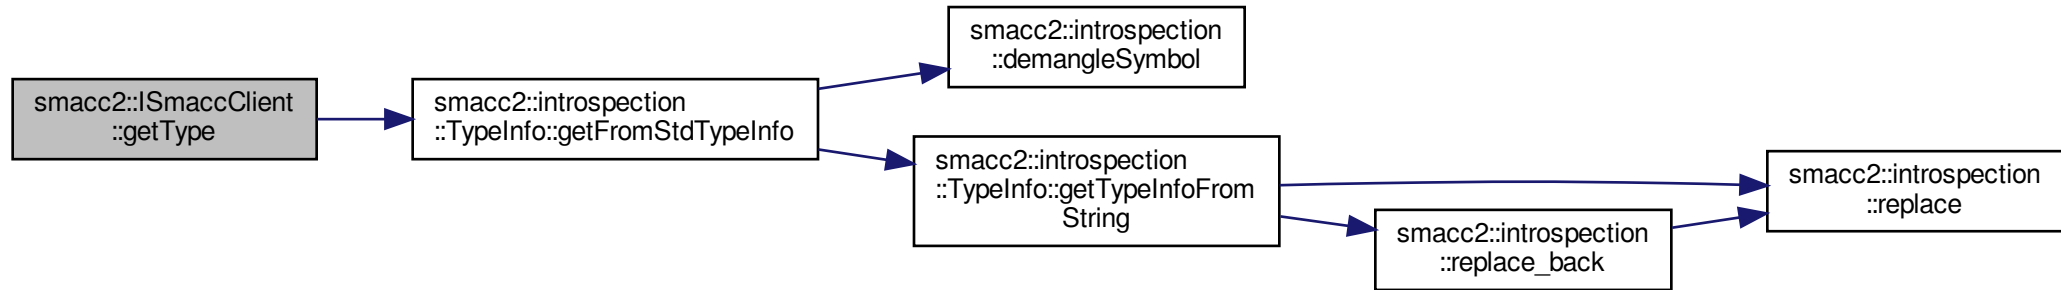 smacc2::ISmaccClient
::getType
smacc2::introspection
::TypeInfo::getFromStdTypeInfo
smacc2::introspection
::demangleSymbol
smacc2::introspection
::TypeInfo::getTypeInfoFrom
String
smacc2::introspection
::replace_back
smacc2::introspection
::replace